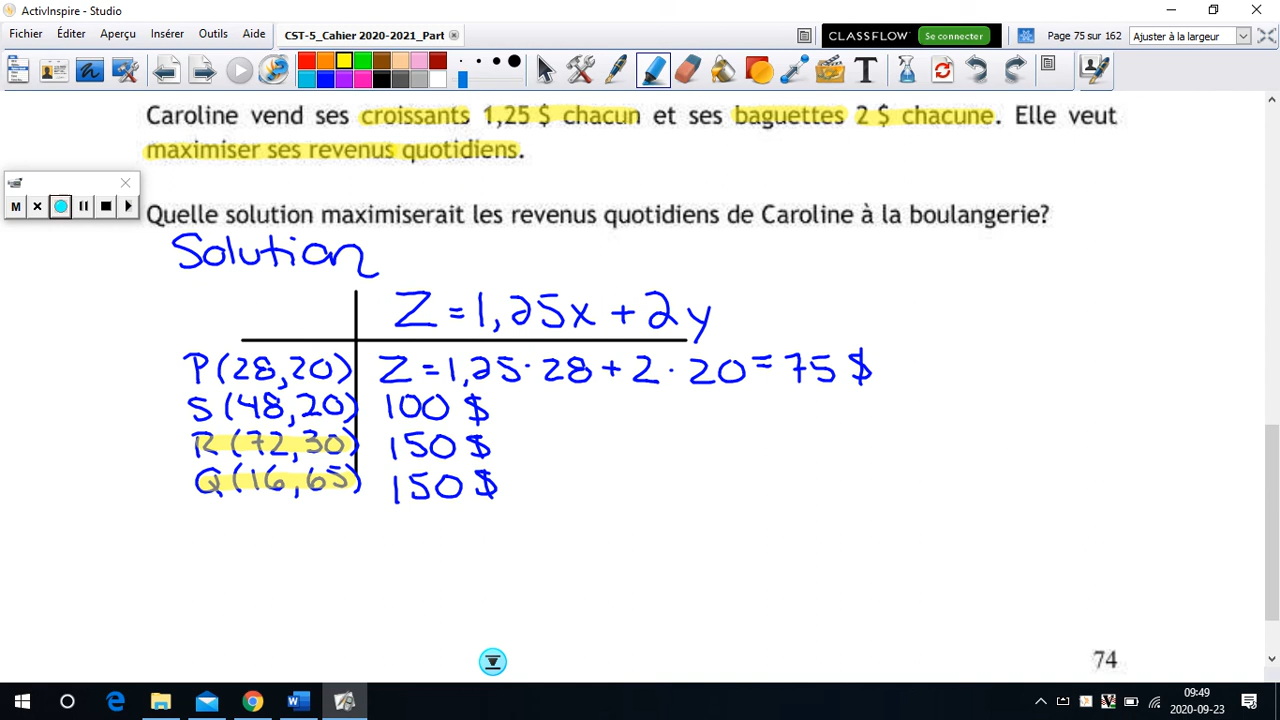 ActivInspire - Studio
Fichier Éditer Aperçu Insérer Outils Aide CST-5_Cahier 2020-2021_Part CLASSFLOW Se connecter Page 75 sur 162 Ajuster à la largeur
Caroline vend ses croissants 1,25 $ chacun et ses baguettes 2 $ chacune. Elle veut
maximiser ses revenus quotidiens.
M
Quelle solution maximiserait les revenus quotidiens de Caroline à la boulangerie?
Solution
Z = 1,25x + 2y
P(28,20) Z = 1,25 · 28 + 2 · 20 = 75 $
S(48,20) 100 $
R(72,30) 150 $
Q(16,65) 150 $
74
09:49
2020-09-23